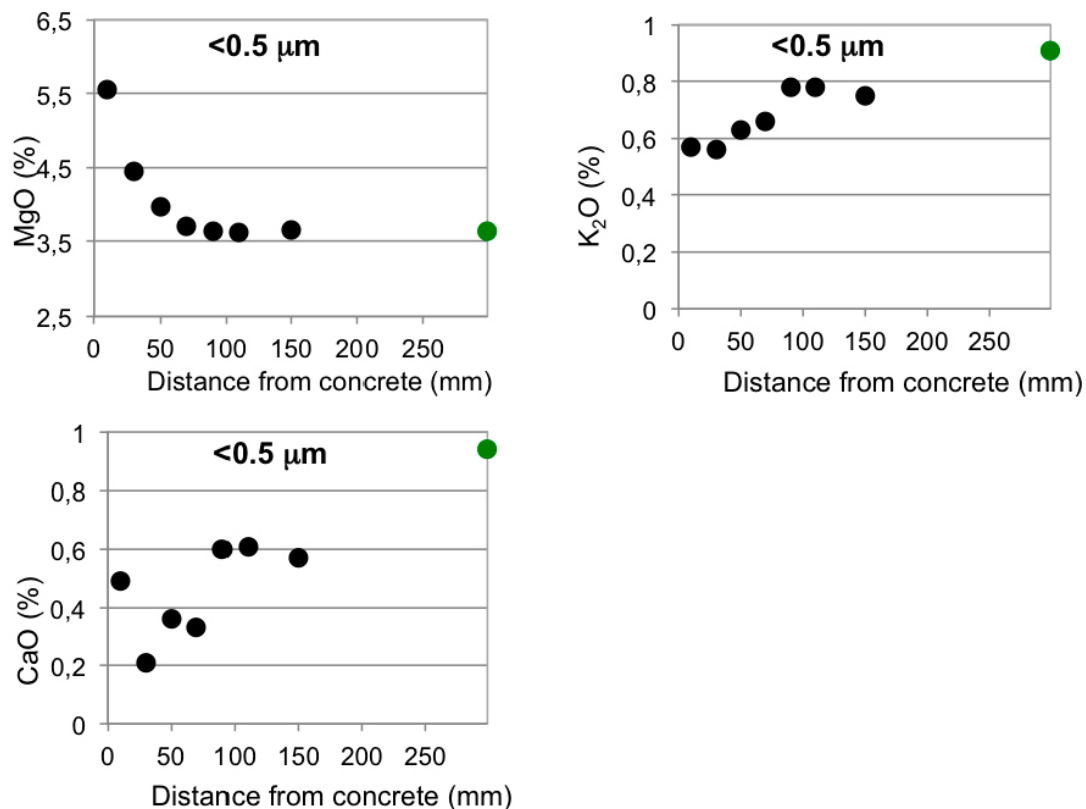 <0.5 μm
MgO (%)
6,5
5,5
4,5
3,5
2,5
0 50 100 150 200 250
Distance from concrete (mm)
<0.5 μm
K₂O (%)
1
0,8
0,6
0,4
0,2
0
0 50 100 150 200 250
Distance from concrete (mm)
<0.5 μm
CaO (%)
1
0,8
0,6
0,4
0,2
0
0 50 100 150 200 250
Distance from concrete (mm)